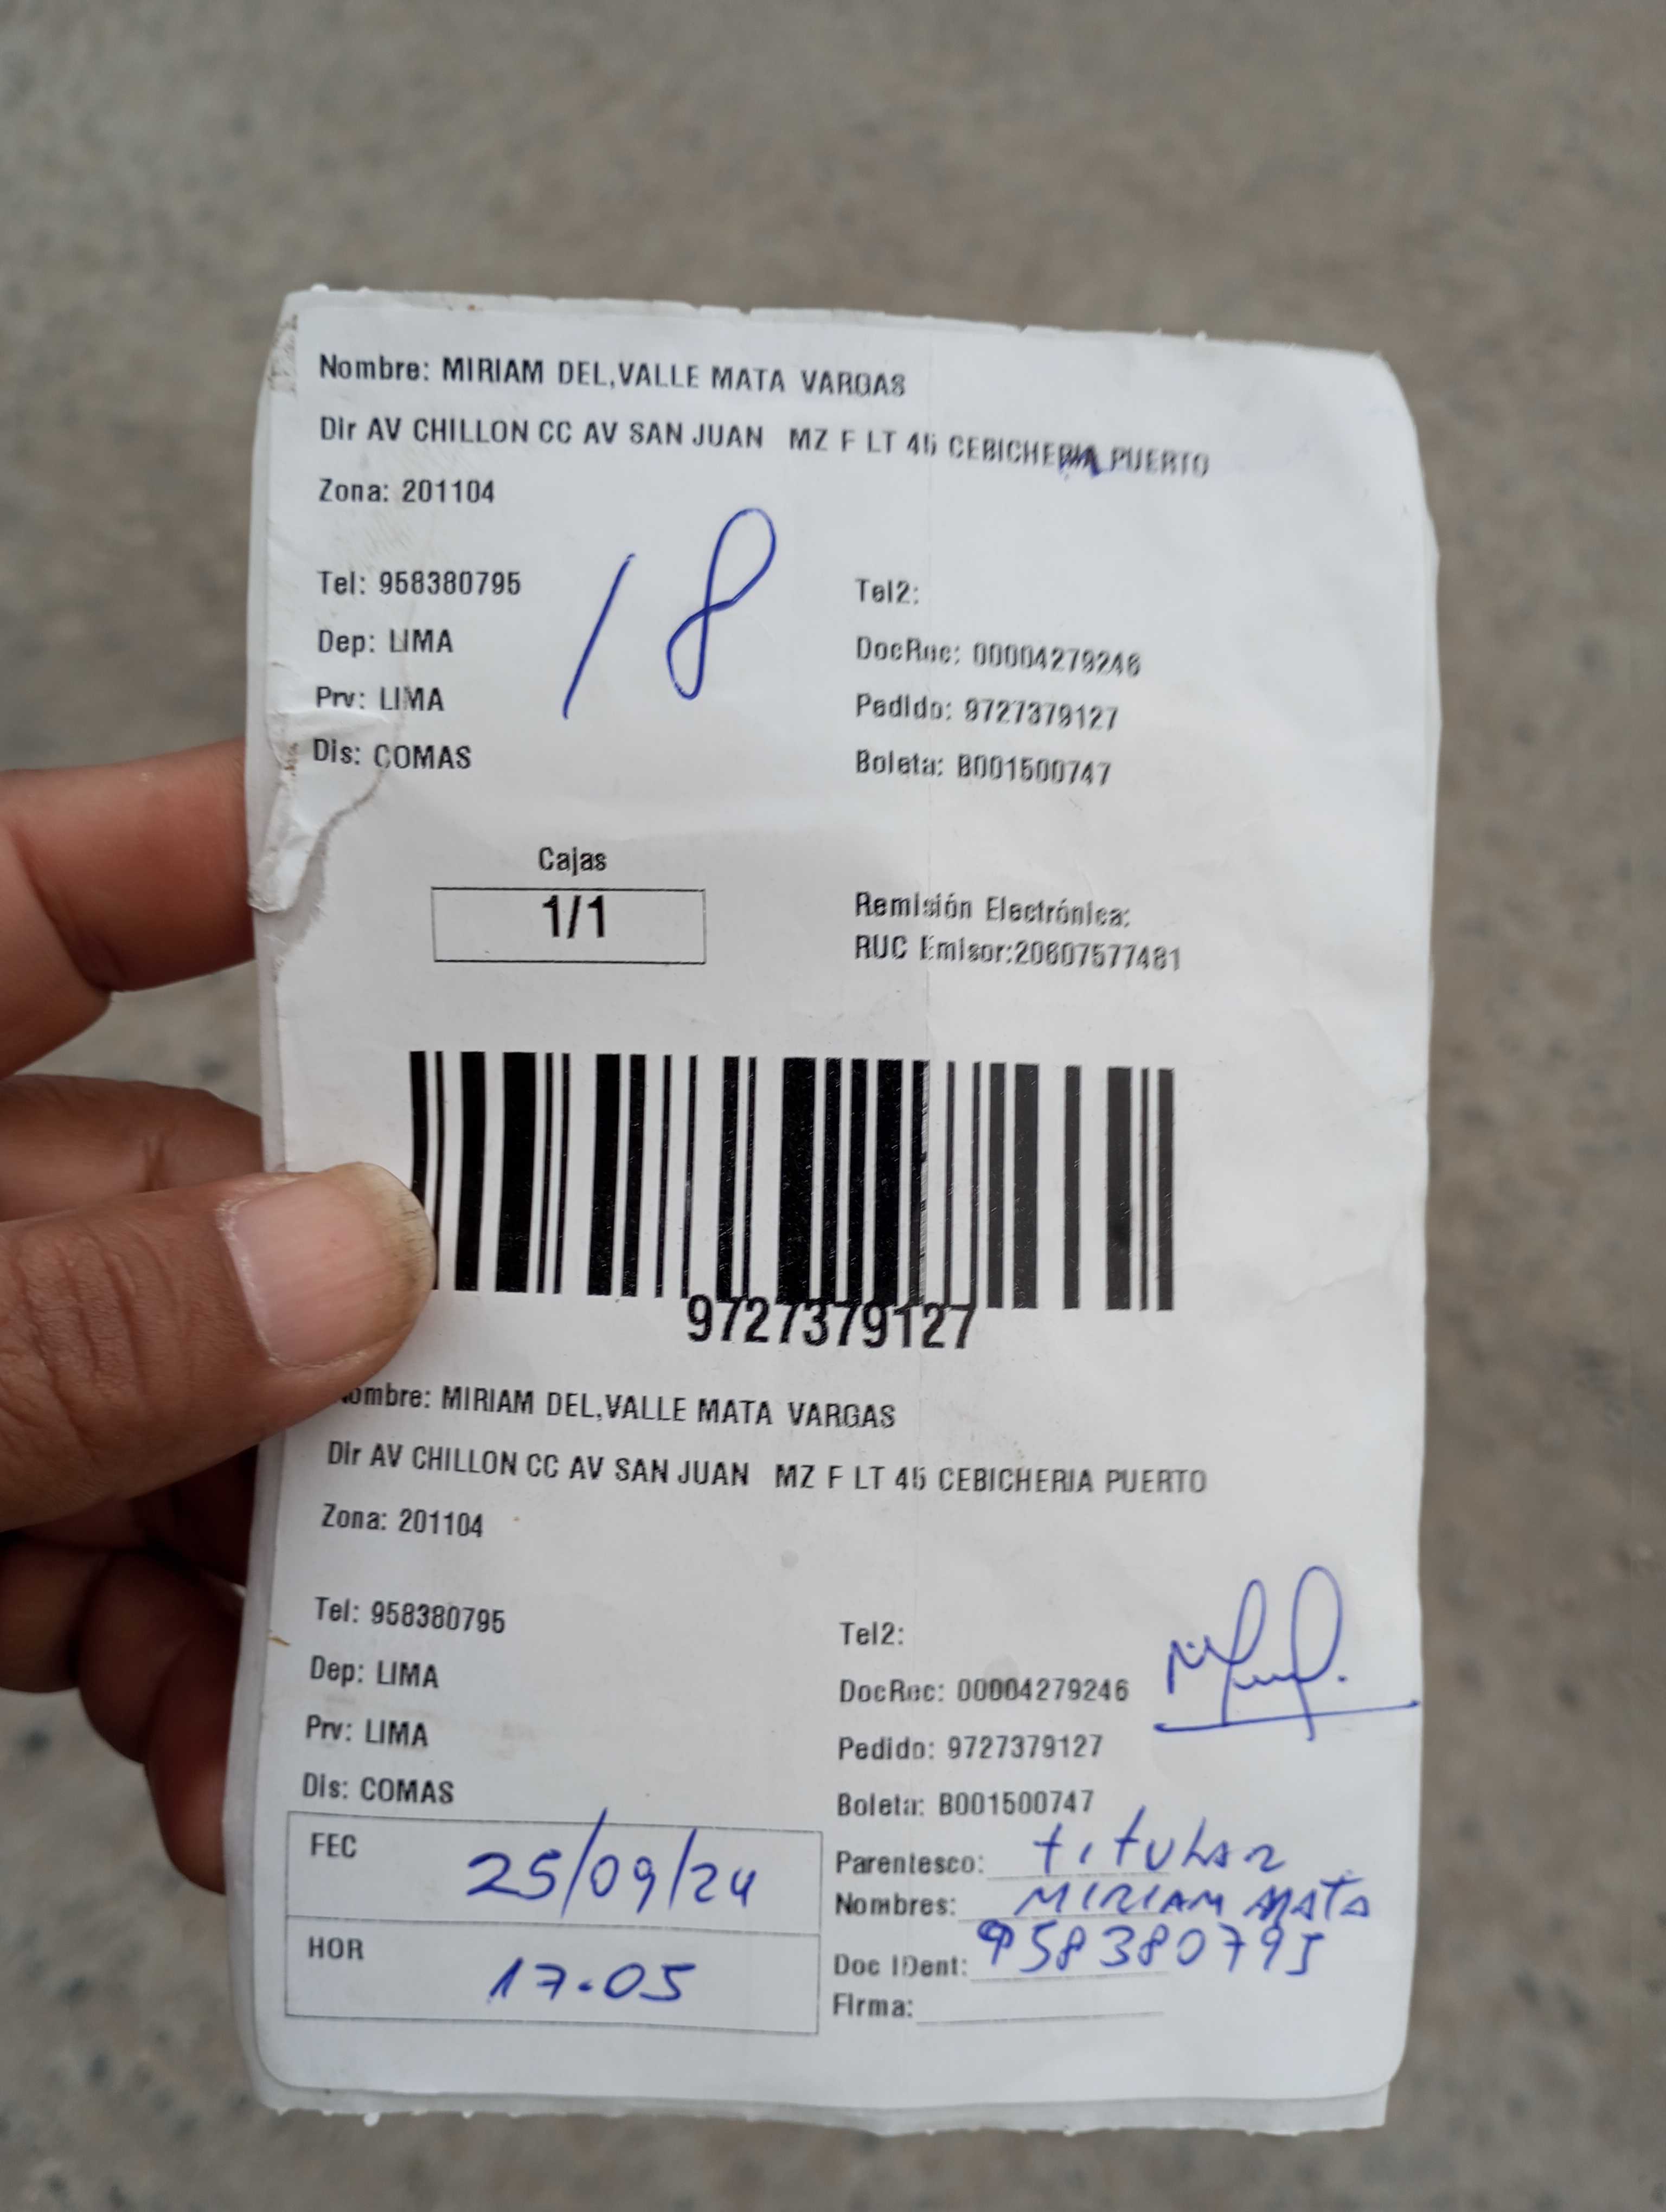 Nombre: MIRIAM DEL,VALLE MATA VARGAS
Dir AV CHILLON CC AV SAN JUAN MZ F LT 45 CEBICHERIA PUERTO
Zona: 201104
18
Tel: 958380795
Tel2:
Dep: LIMA
DocRec: 00004279246
Prv: LIMA
Pedido: 9727379127
Dis: COMAS
Boleta: B001500747
Cajas
1/1
Remisión Electrónica:
RUC Emisor:20607577481
9727379127
ombre: MIRIAM DEL,VALLE MATA VARGAS
Dir AV CHILLON CC AV SAN JUAN MZ F LT 45 CEBICHERIA PUERTO
Zona: 201104
Tel: 958380795
Tel2:
Dep: LIMA
DocRec: 00004279246
Prv: LIMA
Pedido: 9727379127
Dis: COMAS
Boleta: B001500747
FEC 25/09/24
Parentesco: titular
Nombres: MIRIAM MATA
HOR 17.05
Doc IDent: 958380795
Firma: